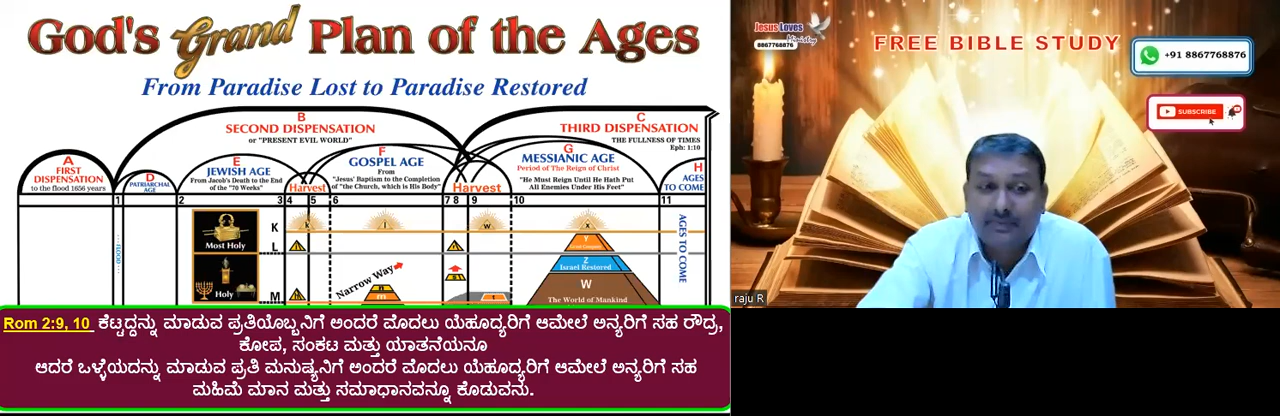 God's Grand Plan of the Ages
From Paradise Lost to Paradise Restored
A
FIRST
DISPENSATION
to the flood 1656 years
B
SECOND DISPENSATION
or "PRESENT EVIL WORLD"
C
THIRD DISPENSATION
THE FULLNESS OF TIMES
Eph: 1:10
D
PATRIARCHAL
AGE
E
JEWISH AGE
From Jacob's Death to the End
of the "70 Weeks"
Harvest
F
GOSPEL AGE
From
"Jesus' Baptism to the Completion
of "the Church, which is His Body"
Harvest
G
MESSIANIC AGE
Period of The Reign of Christ
"He Must Reign Until He Hath Put
All Enemies Under His Feet"
H
AGES
TO COME
1 2 3 4 5 6 7 8 9 10 11
FLOOD
Most Holy
Holy
K
L
M
k l w x
Narrow Way
n
m
s
t
Y
Z
Israel Restored
W
The World of Mankind
AGES TO COME
Rom 2:9, 10 ಕೆಟ್ಟದ್ದನ್ನು ಮಾಡುವ ಪ್ರತಿಯೊಬ್ಬನಿಗೆ ಅಂದರೆ ಮೊದಲು ಯೆಹೂದ್ಯರಿಗೆ ಆಮೇಲೆ ಅನ್ಯರಿಗೆ ಸಹ ರೌದ್ರ,
ಕೋಪ, ಸಂಕಟ ಮತ್ತು ಯಾತನೆಯನೂ
ಆದರೆ ಒಳ್ಳೆಯದನ್ನು ಮಾಡುವ ಪ್ರತಿ ಮನುಷ್ಯನಿಗೆ ಅಂದರೆ ಮೊದಲು ಯೆಹೂದ್ಯರಿಗೆ ಆಮೇಲೆ ಅನ್ಯರಿಗೆ ಸಹ
ಮಹಿಮೆ ಮಾನ ಮತ್ತು ಸಮಾಧಾನವನ್ನೂ ಕೊಡುವನು.
Jesus Loves
Ministry
8867768876
FREE BIBLE STUDY
+91 8867768876
SUBSCRIBE
raju R